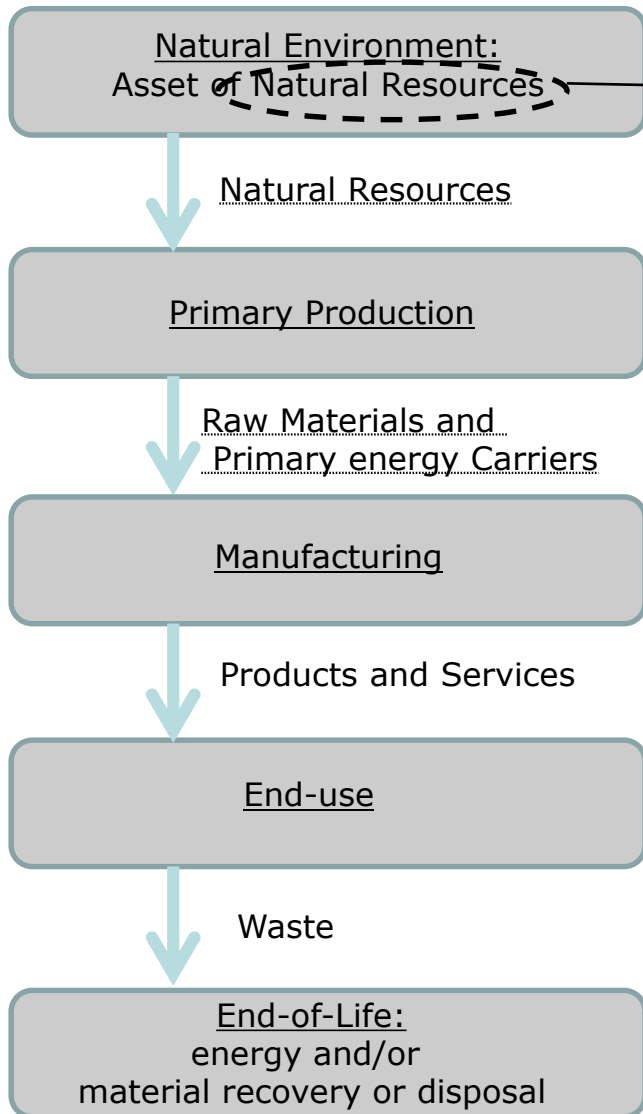 Natural Environment:
Asset of Natural Resources
Natural Resources
Primary Production
Raw Materials and
Primary energy Carriers
Manufacturing
Products and Services
End-use
Waste
End-of-Life:
energy and/or
material recovery or disposal